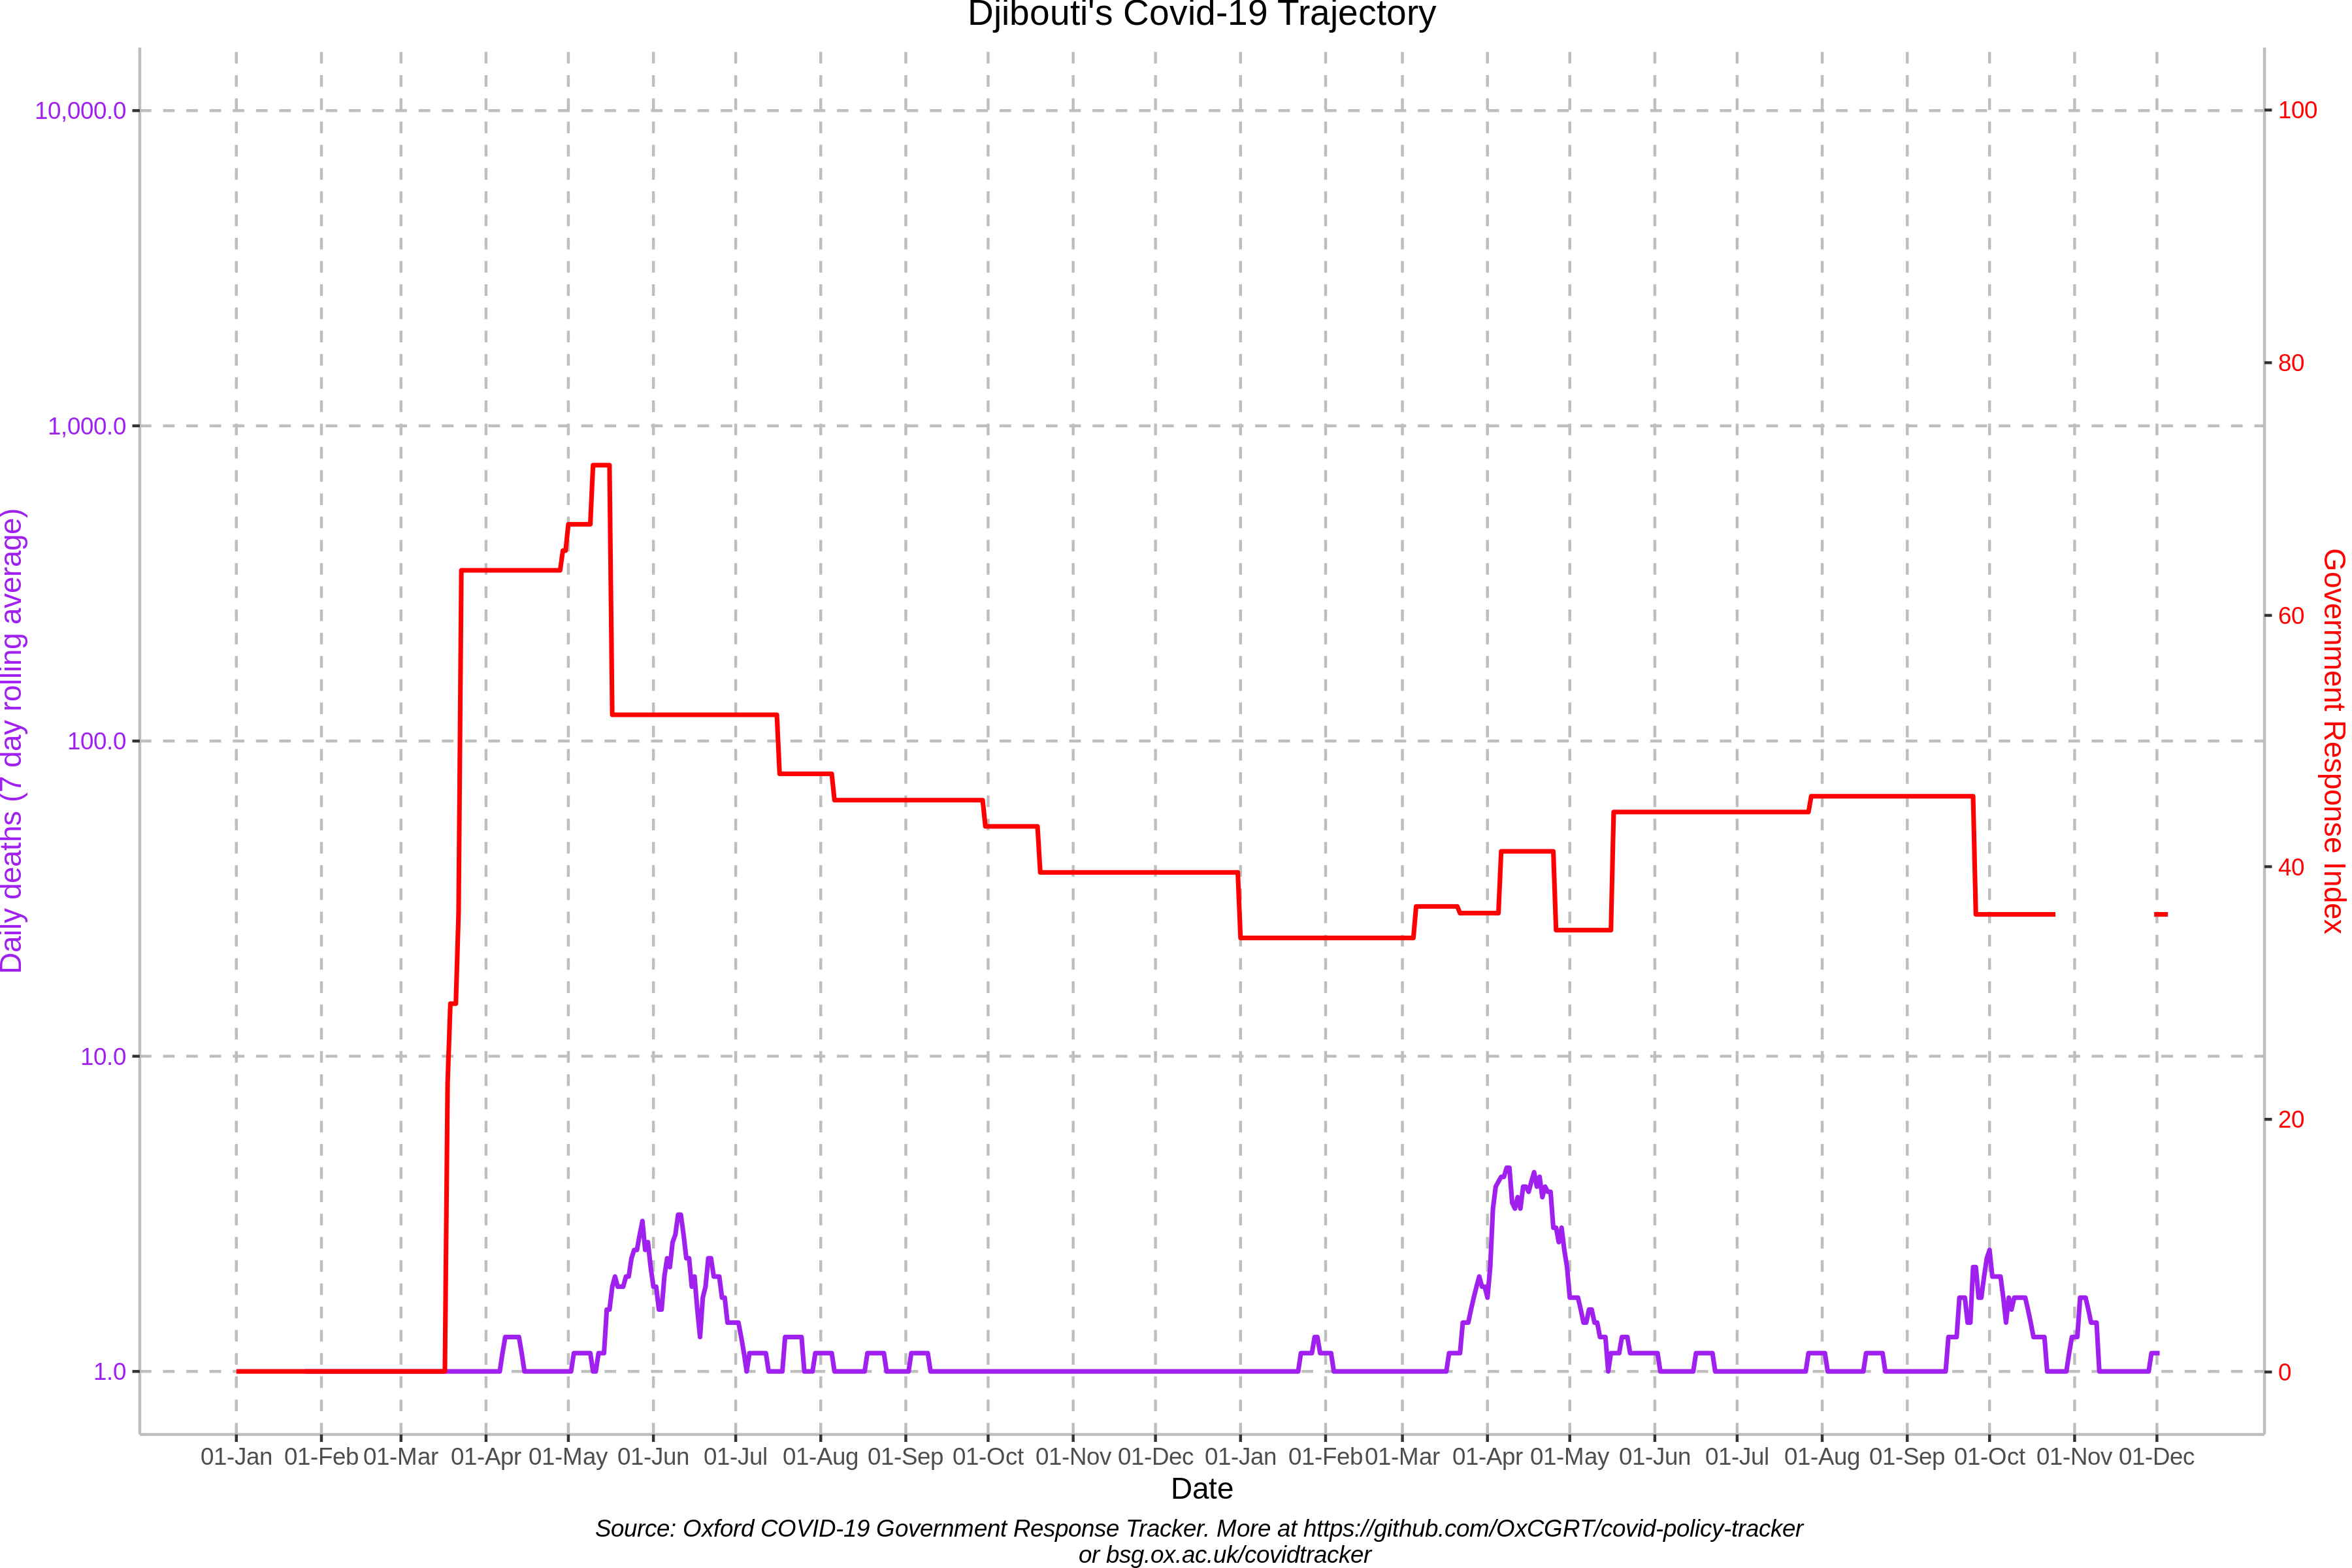 Djibouti's Covid-19 Trajectory
10,000.0
1,000.0
100.0
10.0
1.0
Daily deaths (7 day rolling average)
100
80
60
40
20
0
Government Response Index
01-Jan 01-Feb 01-Mar 01-Apr 01-May 01-Jun 01-Jul 01-Aug 01-Sep 01-Oct 01-Nov 01-Dec 01-Jan 01-Feb 01-Mar 01-Apr 01-May 01-Jun 01-Jul 01-Aug 01-Sep 01-Oct 01-Nov 01-Dec
Date
Source: Oxford COVID-19 Government Response Tracker. More at https://github.com/OxCGRT/covid-policy-tracker
or bsg.ox.ac.uk/covidtracker